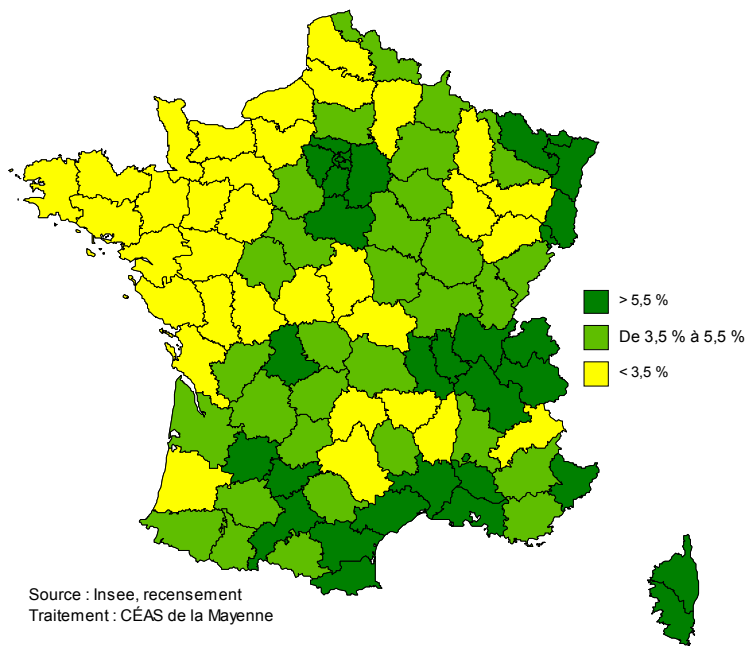 > 5,5 %
De 3,5 % à 5,5 %
< 3,5 %
Source : Insee, recensement
Traitement : CÉAS de la Mayenne